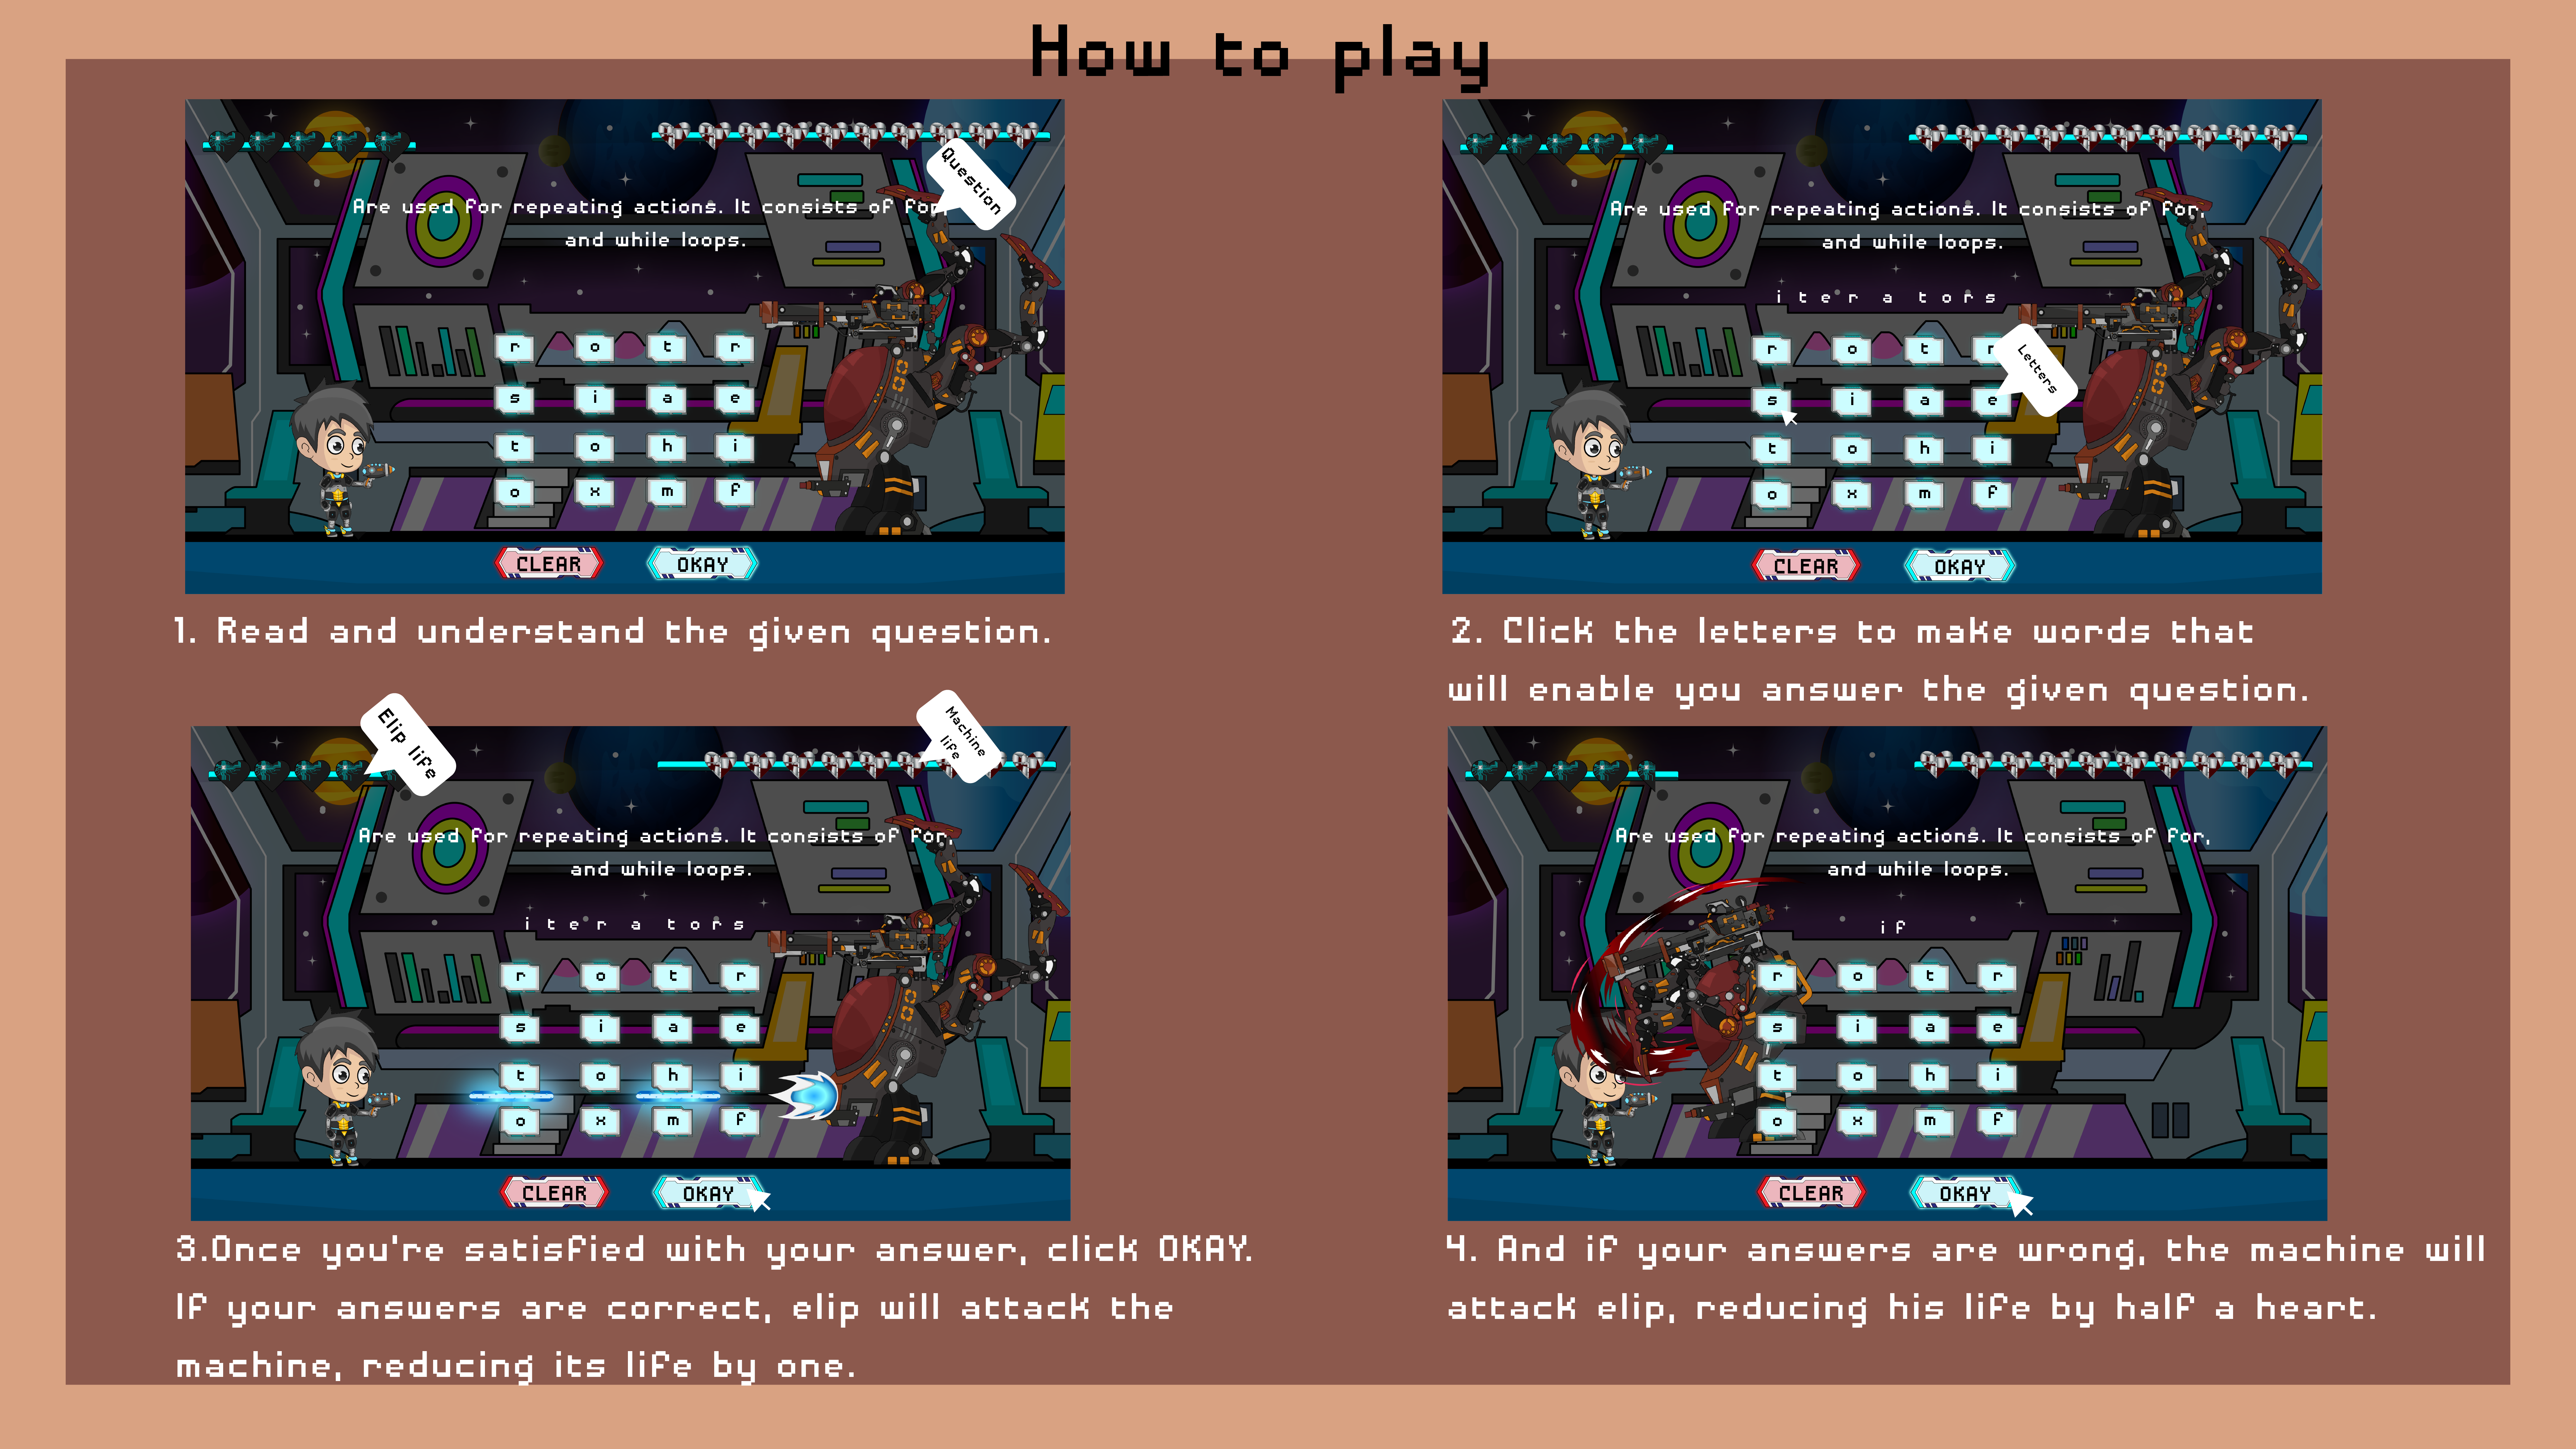 How to play
Question
Are used for repeating actions. It consists of for,
and while loops.
r o t r
s i a e
t o h i
o x m f
CLEAR OKAY
1. Read and understand the given question.
Are used for repeating actions. It consists of for,
and while loops.
i t e r a t o r s
r o t r
Letters
s i a e
t o h i
o x m f
CLEAR OKAY
2. Click the letters to make words that
will enable you answer the given question.
Elip life
Machine
life
Are used for repeating actions. It consists of for,
and while loops.
i t e r a t o r s
r o t r
s i a e
t o h i
o x m f
CLEAR OKAY
3.Once you're satisfied with your answer, click OKAY.
If your answers are correct, elip will attack the
machine, reducing its life by one.
Are used for repeating actions. It consists of for,
and while loops.
i f
r o t r
s i a e
t o h i
o x m f
CLEAR OKAY
4. And if your answers are wrong, the machine will
attack elip, reducing his life by half a heart.